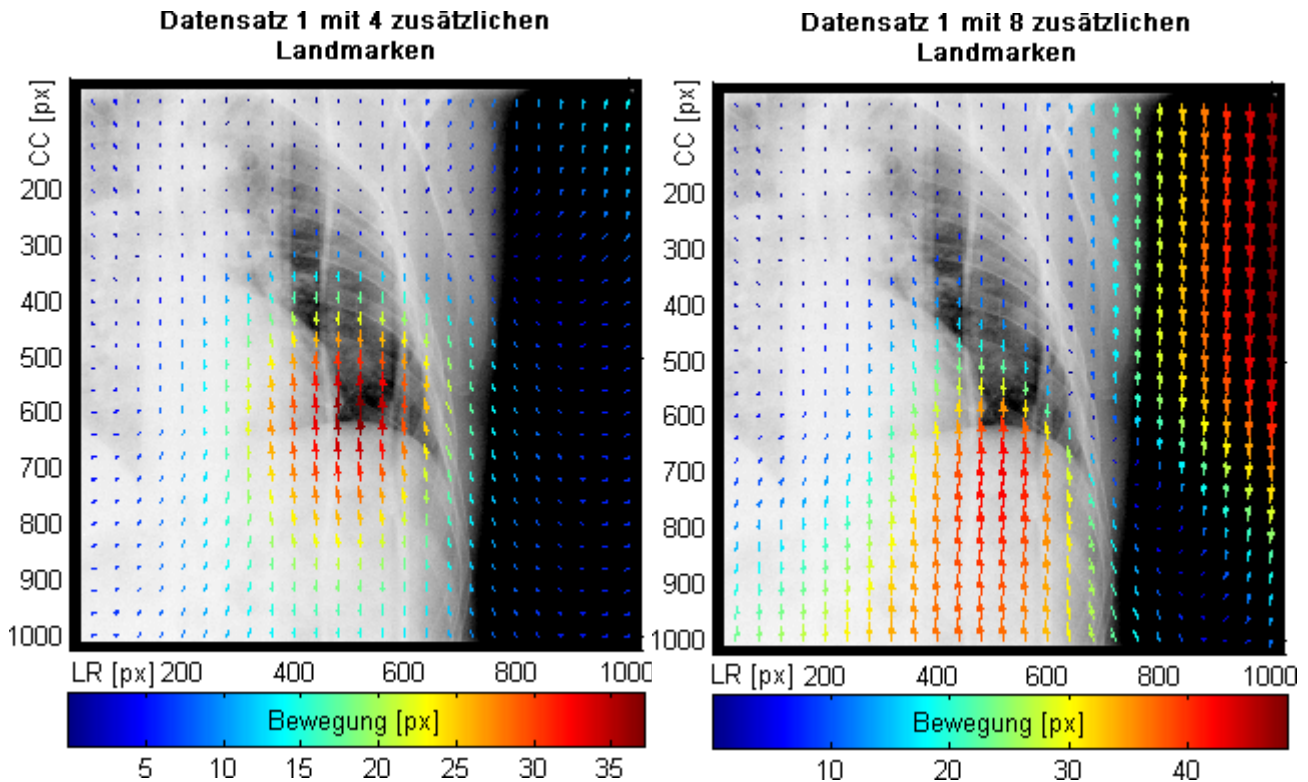 Datensatz 1 mit 4 zusätzlichen
Landmarken
CC [px]
200
300
400
500
600
700
800
900
1000
LR [px] 200 400 600 800 1000
Bewegung [px]
5 10 15 20 25 30 35
Datensatz 1 mit 8 zusätzlichen
Landmarken
CC [px]
200
300
400
500
600
700
800
900
1000
LR [px] 200 400 600 800 1000
Bewegung [px]
10 20 30 40